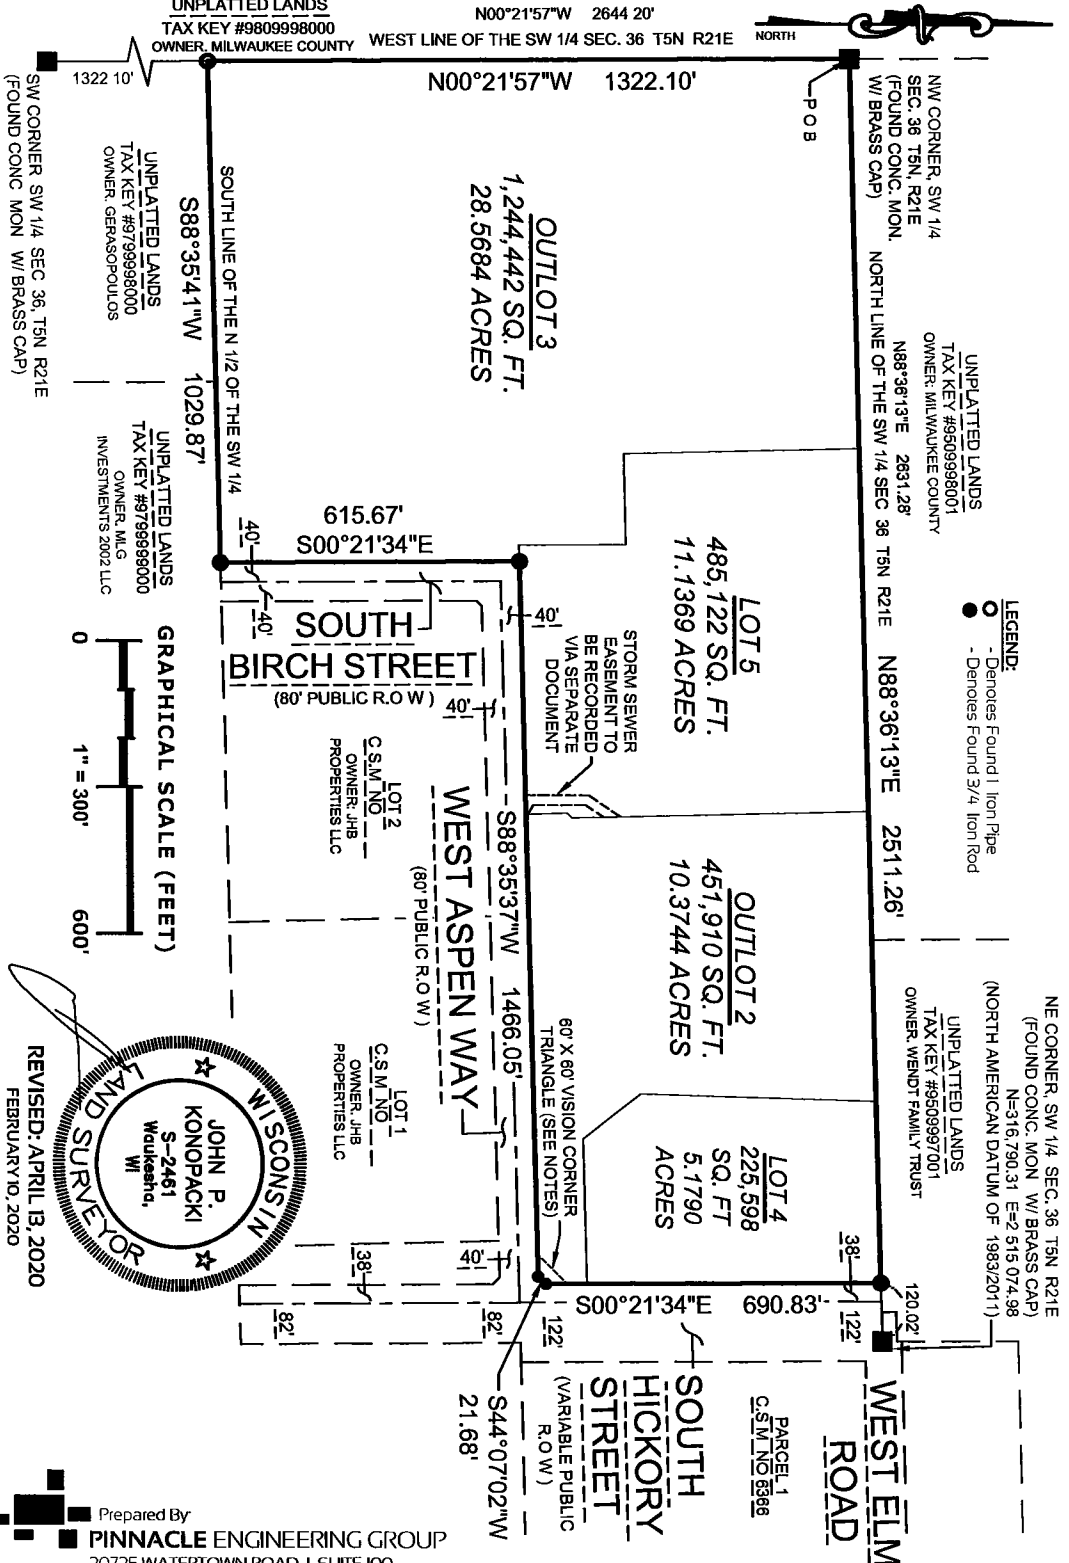 UNPLATTED LANDS
TAX KEY #9809998000
OWNER. MILWAUKEE COUNTY
N00°21'57"W 2644 20'
WEST LINE OF THE SW 1/4 SEC. 36 T5N R21E
NORTH
1322 10'
N00°21'57"W 1322.10'
P O B
SW CORNER SW 1/4 SEC 36, T5N R21E
(FOUND CONC MON W/ BRASS CAP)
NW CORNER, SW 1/4
SEC. 36 T5N, R21E
(FOUND CONC. MON.
W/ BRASS CAP)
UNPLATTED LANDS
TAX KEY #9799998000
OWNER. GERASOPOULOS
S88°35'41"W 1029.87'
SOUTH LINE OF THE N 1/2 OF THE SW 1/4
OUTLOT 3
1,244,442 SQ. FT.
28.5684 ACRES
UNPLATTED LANDS
TAX KEY #9509998001
OWNER: MILWAUKEE COUNTY
N88°36'13"E 2631.28'
NORTH LINE OF THE SW 1/4 SEC 36 T5N R21E
N88°36'13"E 2511.26'
UNPLATTED LANDS
TAX KEY #9799999000
OWNER. MLG
INVESTMENTS 2002 LLC
615.67'
S00°21'34"E
40'
40'
40'
40'
SOUTH
BIRCH STREET
(80' PUBLIC R.O W )
LOT 5
485,122 SQ. FT.
11.1369 ACRES
STORM SEWER
EASEMENT TO
BE RECORDED
VIA SEPARATE
DOCUMENT
LEGEND:
- Denotes Found 1 Iron Pipe
- Denotes Found 3/4 Iron Rod
GRAPHICAL SCALE (FEET)
0
1" = 300'
600'
LOT 2
C.S.M. NO
OWNER: JHB
PROPERTIES LLC
WEST ASPEN WAY
(80' PUBLIC R.O W )
S88°35'37"W 1466.05'
OUTLOT 2
451,910 SQ. FT.
10.3744 ACRES
UNPLATTED LANDS
TAX KEY #9509997001
OWNER. WENDT FAMILY TRUST
NE CORNER, SW 1/4 SEC. 36 T5N R21E
(FOUND CONC. MON W/ BRASS CAP)
N=316,790.31 E=2 515 074.98
(NORTH AMERICAN DATUM OF 1983/2011)
LOT 1
C.S M NO
OWNER. JHB
PROPERTIES LLC
60' X 60' VISION CORNER
TRIANGLE (SEE NOTES)
LOT 4
225,598
SQ. FT
5.1790
ACRES
38'
120.02'
40'
38'
S00°21'34"E 690.83'
82'
82'
122'
122'
S44°07'02"W
21.68'
SOUTH
HICKORY
STREET
(VARIABLE PUBLIC
R.O W )
PARCEL 1
C.S M. NO 6366
WEST ELM
ROAD
WISCONSIN
JOHN P.
KONOPACKI
S-2461
Waukesha,
WI
LAND SURVEYOR
REVISED: APRIL 13, 2020
FEBRUARY 10, 2020
Prepared By
PINNACLE ENGINEERING GROUP
20725 WATERTOWN ROAD | SUITE 100